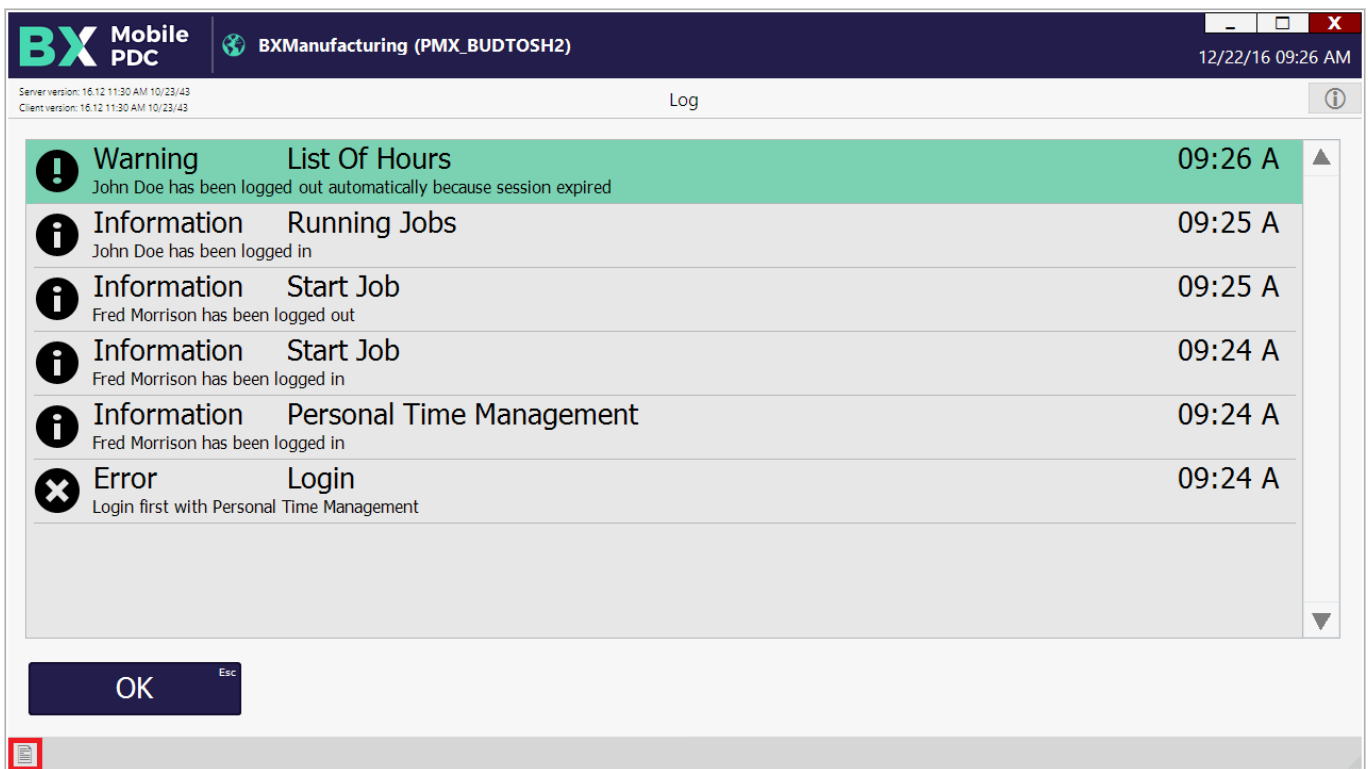 BX Mobile PDC
BXManufacturing (PMX_BUDTOSH2)
X
12/22/16 09:26 AM
Server version: 16.12 11:30 AM 10/23/43
Client version: 16.12 11:30 AM 10/23/43
Log
Warning List Of Hours 09:26 A
John Doe has been logged out automatically because session expired
Information Running Jobs 09:25 A
John Doe has been logged in
Information Start Job 09:25 A
Fred Morrison has been logged out
Information Start Job 09:24 A
Fred Morrison has been logged in
Information Personal Time Management 09:24 A
Fred Morrison has been logged in
Error Login 09:24 A
Login first with Personal Time Management
OK Esc